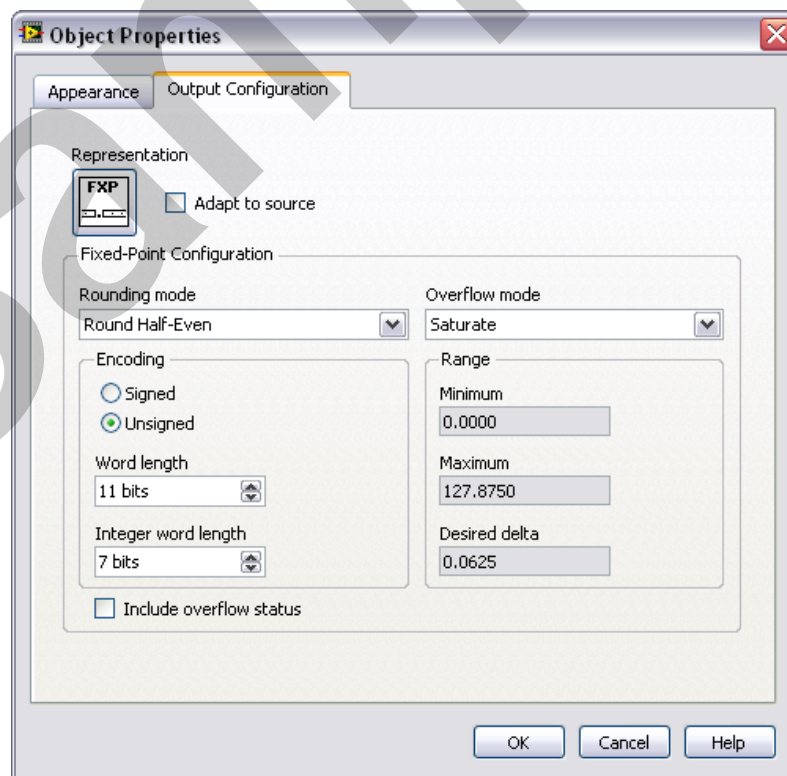 Object Properties
Appearance
Output Configuration
Representation
FXP
Adapt to source
Fixed-Point Configuration
Rounding mode
Overflow mode
Round Half-Even
Saturate
Encoding
Range
Signed
Minimum
Unsigned
0.0000
Word length
Maximum
11 bits
127.8750
Integer word length
Desired delta
7 bits
0.0625
Include overflow status
OK
Cancel
Help